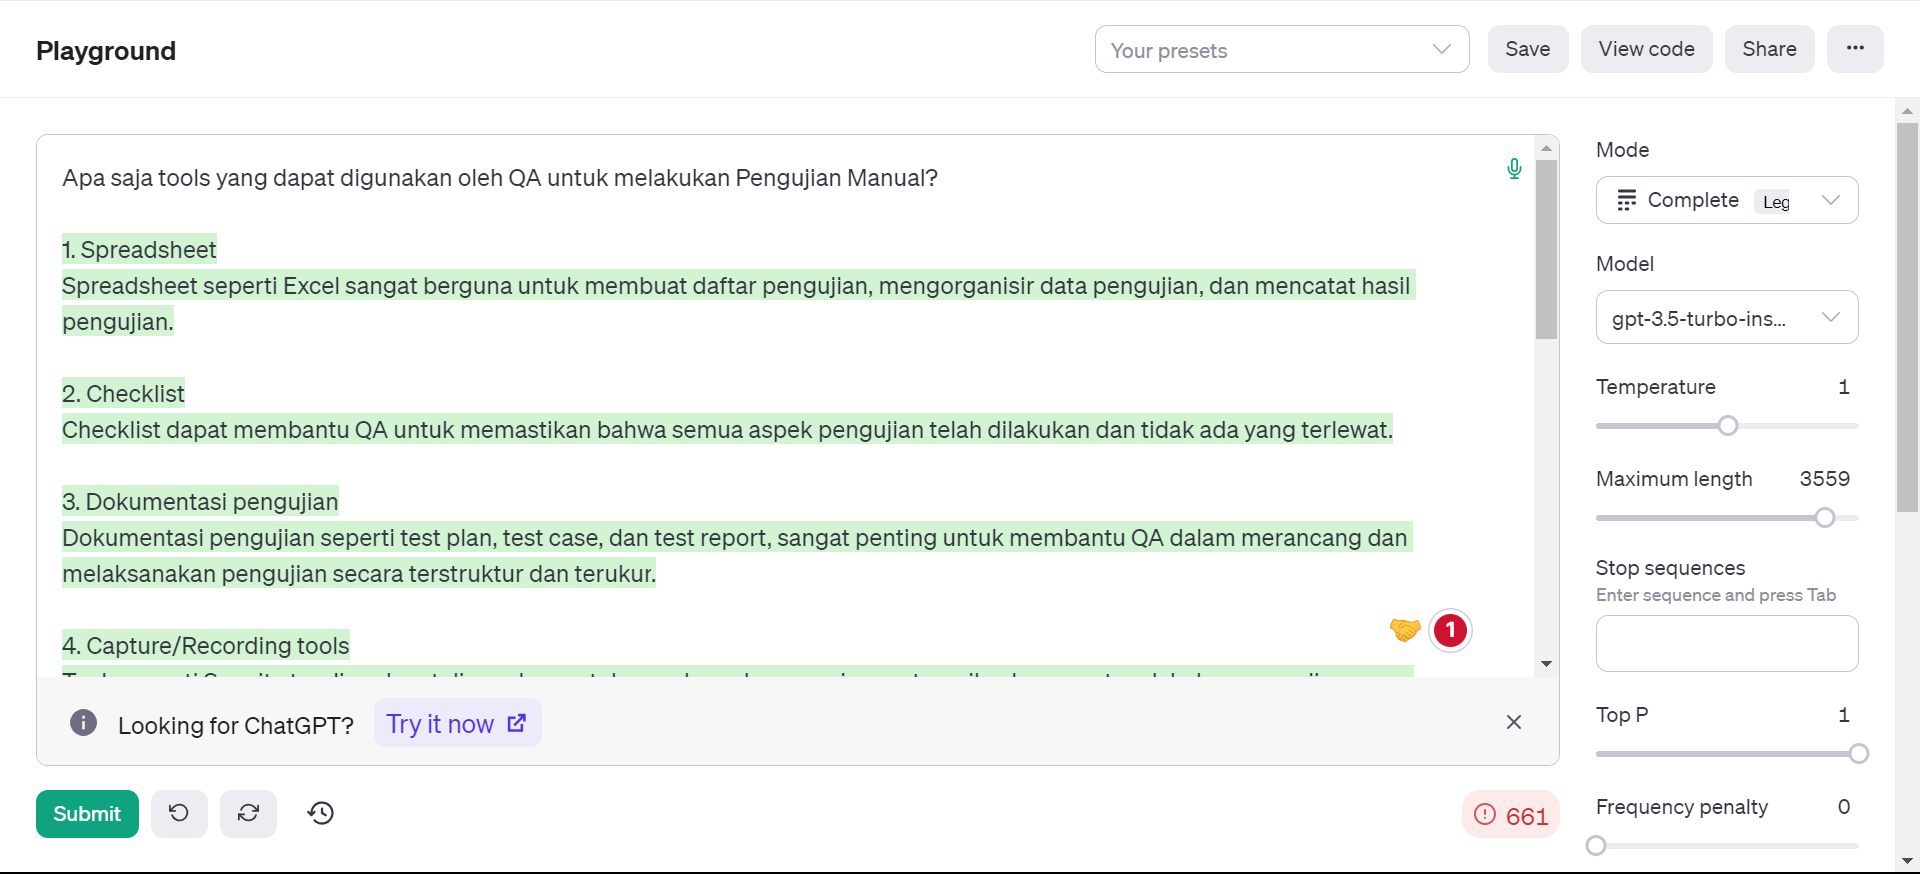 Playground
Your presets
Save
View code
Share
Apa saja tools yang dapat digunakan oleh QA untuk melakukan Pengujian Manual?
1. Spreadsheet
Spreadsheet seperti Excel sangat berguna untuk membuat daftar pengujian, mengorganisir data pengujian, dan mencatat hasil
pengujian.
2. Checklist
Checklist dapat membantu QA untuk memastikan bahwa semua aspek pengujian telah dilakukan dan tidak ada yang terlewat.
3. Dokumentasi pengujian
Dokumentasi pengujian seperti test plan, test case, dan test report, sangat penting untuk membantu QA dalam merancang dan
melaksanakan pengujian secara terstruktur dan terukur.
4. Capture/Recording tools
1
Looking for ChatGPT?
Try it now
Submit
661
Mode
Complete Leg
Model
gpt-3.5-turbo-ins...
Temperature 1
Maximum length 3559
Stop sequences
Enter sequence and press Tab
Top P 1
Frequency penalty 0